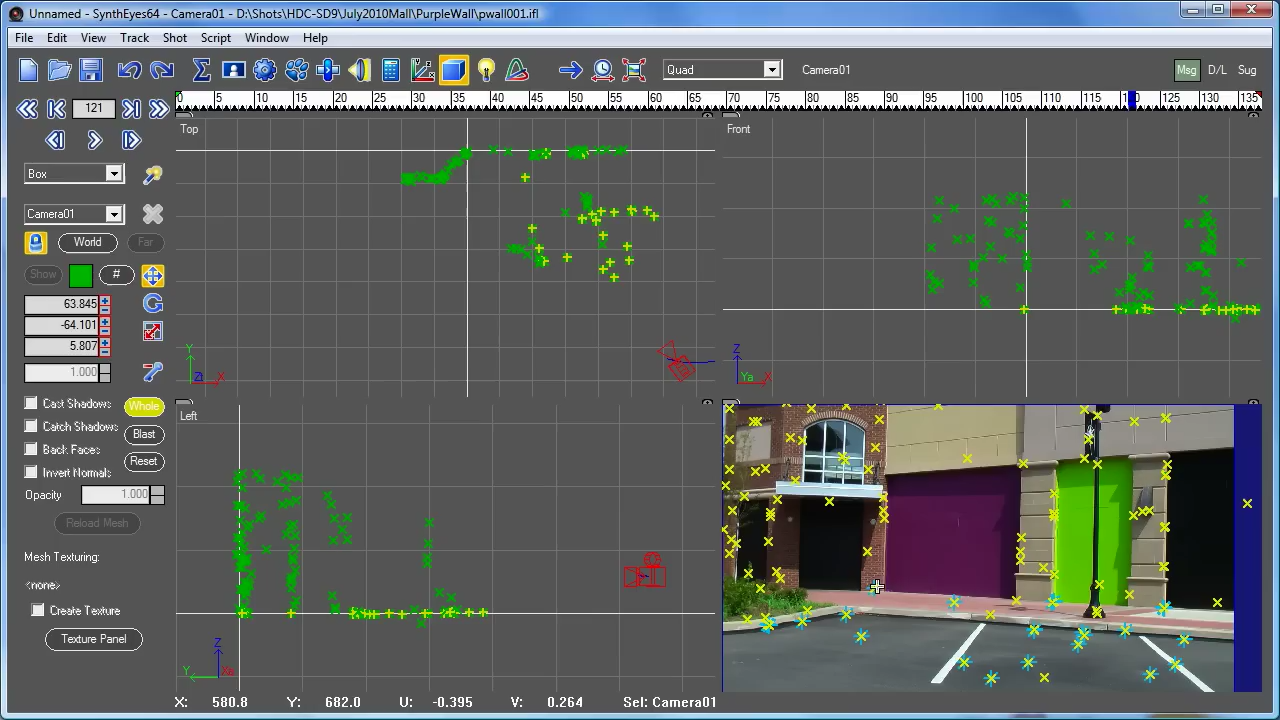 Unnamed - SynthEyes64 - Camera01 - D:\Shots\HDC-SD9\July2010Mall\PurpleWall\pwall001.ifl
File Edit View Track Shot Script Window Help
Quad Camera01 Msg D/L Sug
121 0 5 10 15 20 25 30 35 40 45 50 55 60 65 70 75 80 85 90 95 100 105 110 120 125 130 135
Top Front
Box
Camera01
World Far
Show #
63.845
-64.101
5.807
1.000
Y X Z Ya X
Cast Shadows Whole
Left
Catch Shadows Blast
Back Faces Reset
Invert Normals
Opacity 1.000
Reload Mesh
Mesh Texturing:
<none>
Create Texture
Texture Panel
Z
Y
X: 580.8 Y: 682.0 U: -0.395 V: 0.264 Sel: Camera01